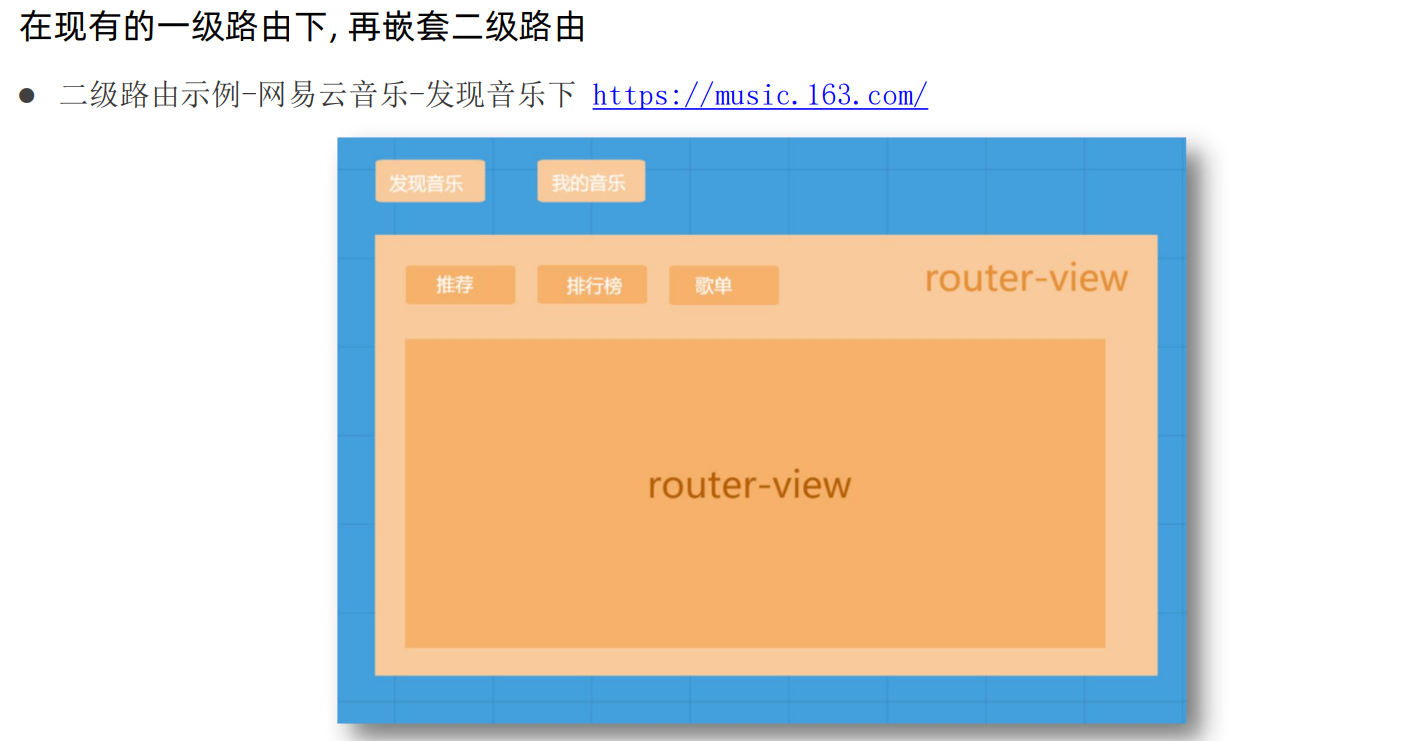 在现有的一级路由下, 再嵌套二级路由
● 二级路由示例-网易云音乐-发现音乐下 https://music.163.com/
发现音乐 我的音乐
推荐 排行榜 歌单 router-view
router-view